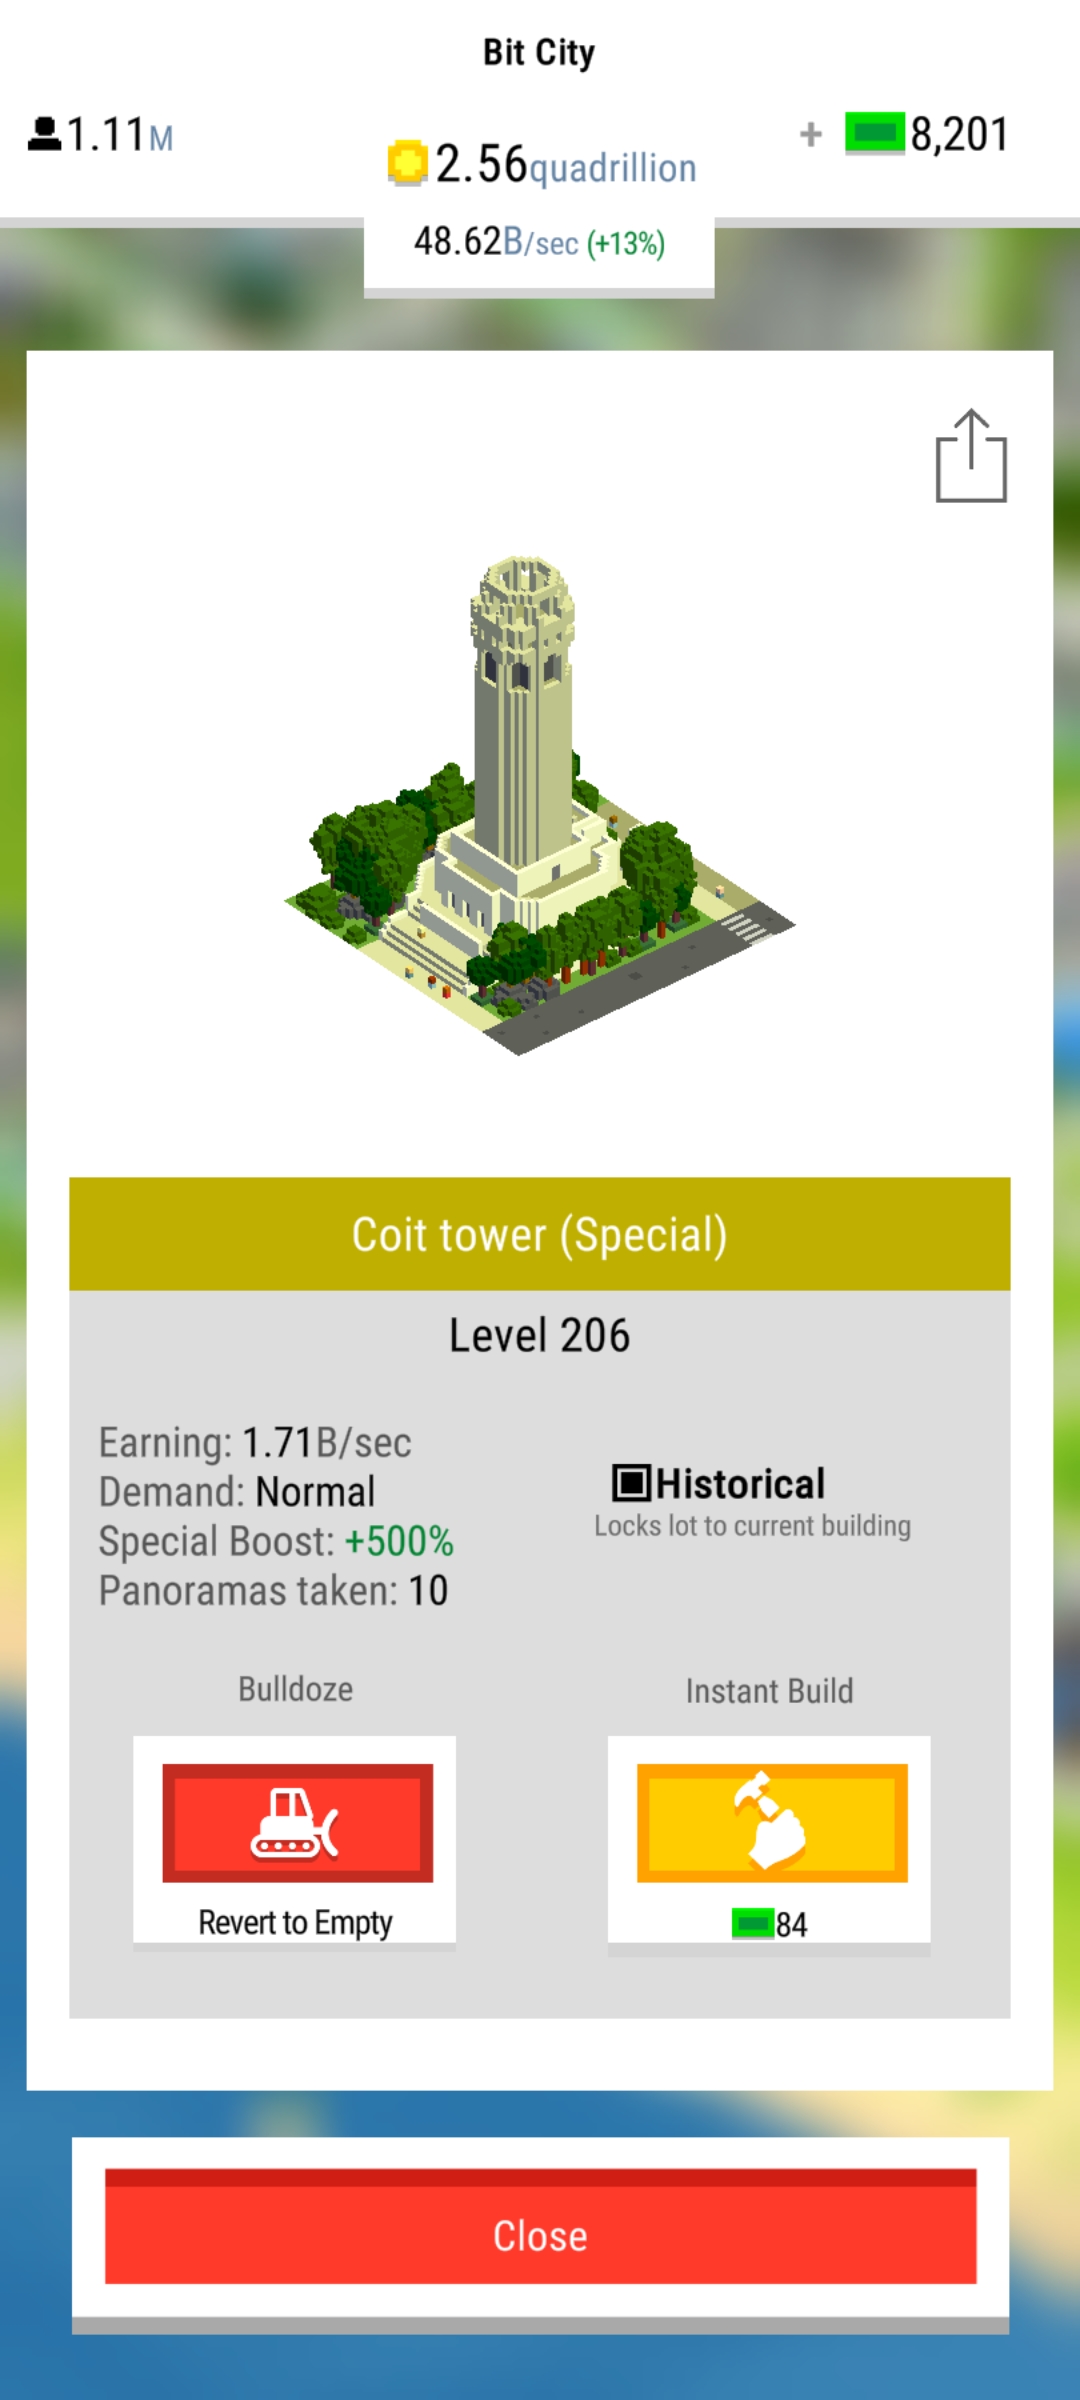 Bit City
1.11M
2.56quadrillion
+ 8,201
48.62B/sec (+13%)
Coit tower (Special)
Level 206
Earning: 1.71B/sec
Demand: Normal
Special Boost: +500%
Panoramas taken: 10
Historical
Locks lot to current building
Bulldoze
Instant Build
Revert to Empty
84
Close